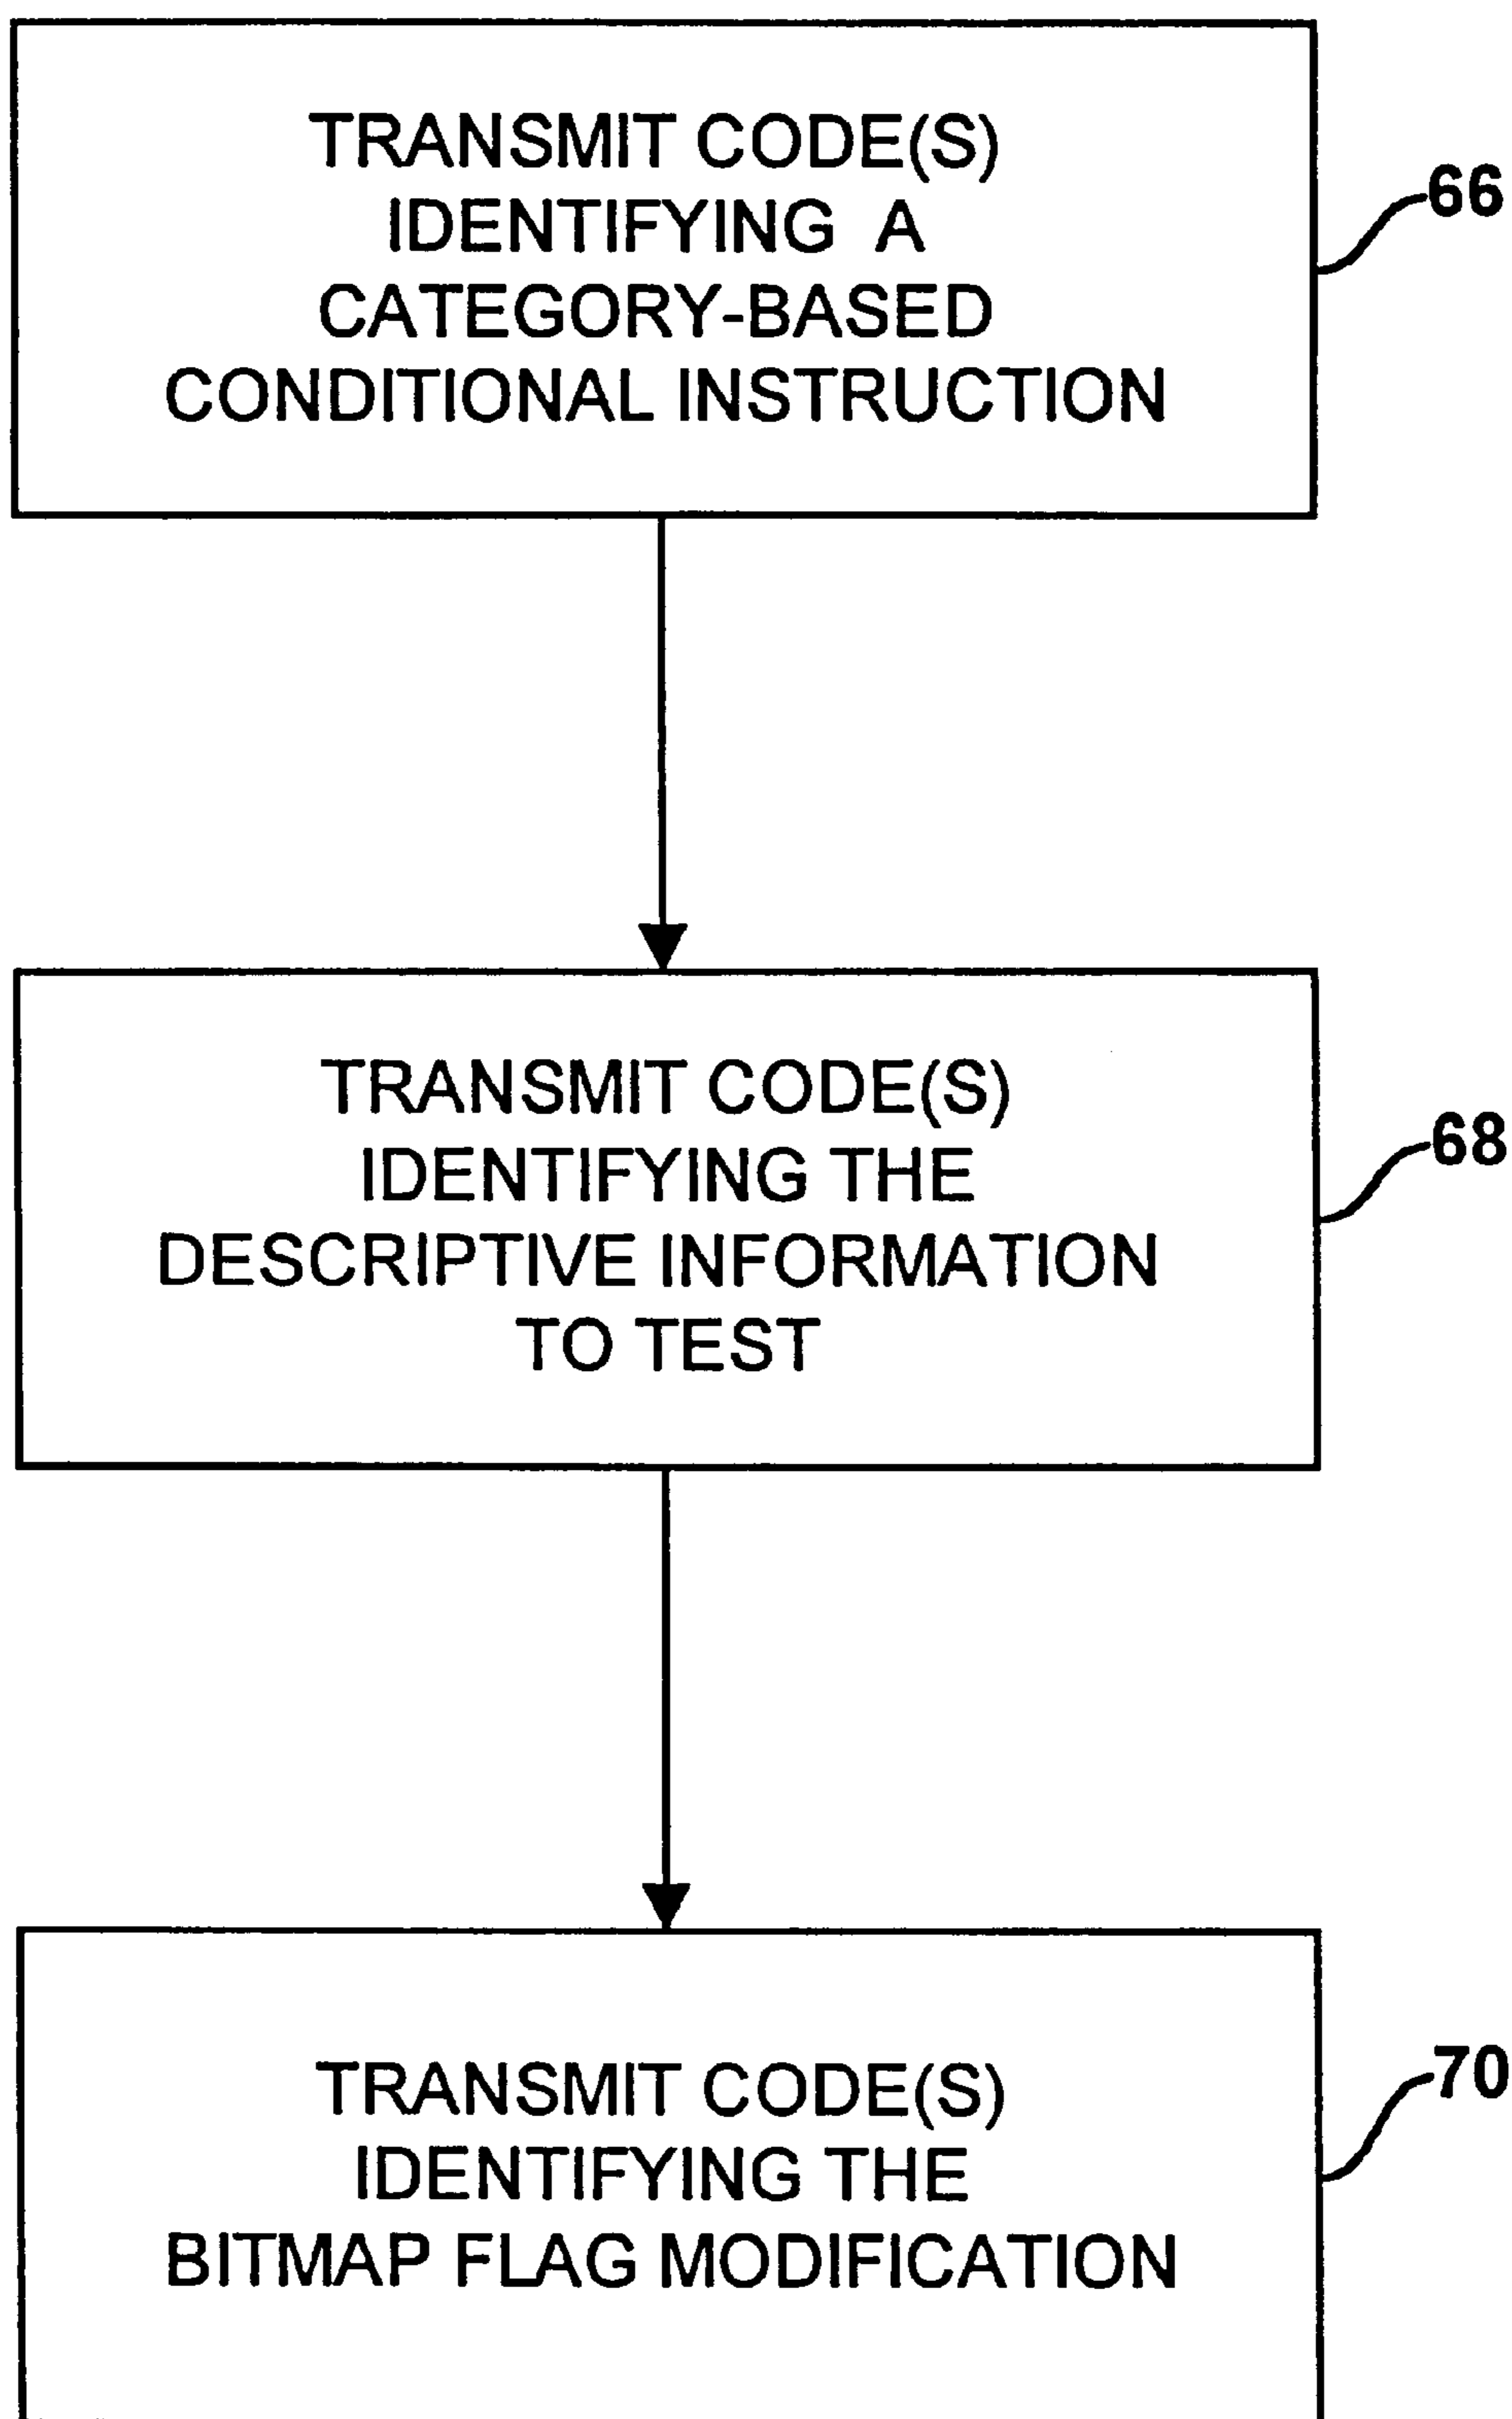 TRANSMIT CODE(S)
IDENTIFYING A
CATEGORY-BASED
CONDITIONAL INSTRUCTION
66
TRANSMIT CODE(S)
IDENTIFYING THE
DESCRIPTIVE INFORMATION
TO TEST
68
TRANSMIT CODE(S)
IDENTIFYING THE
BITMAP FLAG MODIFICATION
70